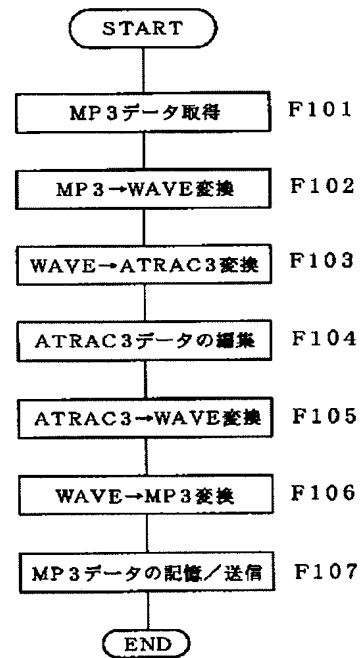 START
MP3データ取得 F101
MP3→WAVE変換 F102
WAVE→ATRAC3変換 F103
ATRAC3データの編集 F104
ATRAC3→WAVE変換 F105
WAVE→MP3変換 F106
MP3データの記憶/送信 F107
END